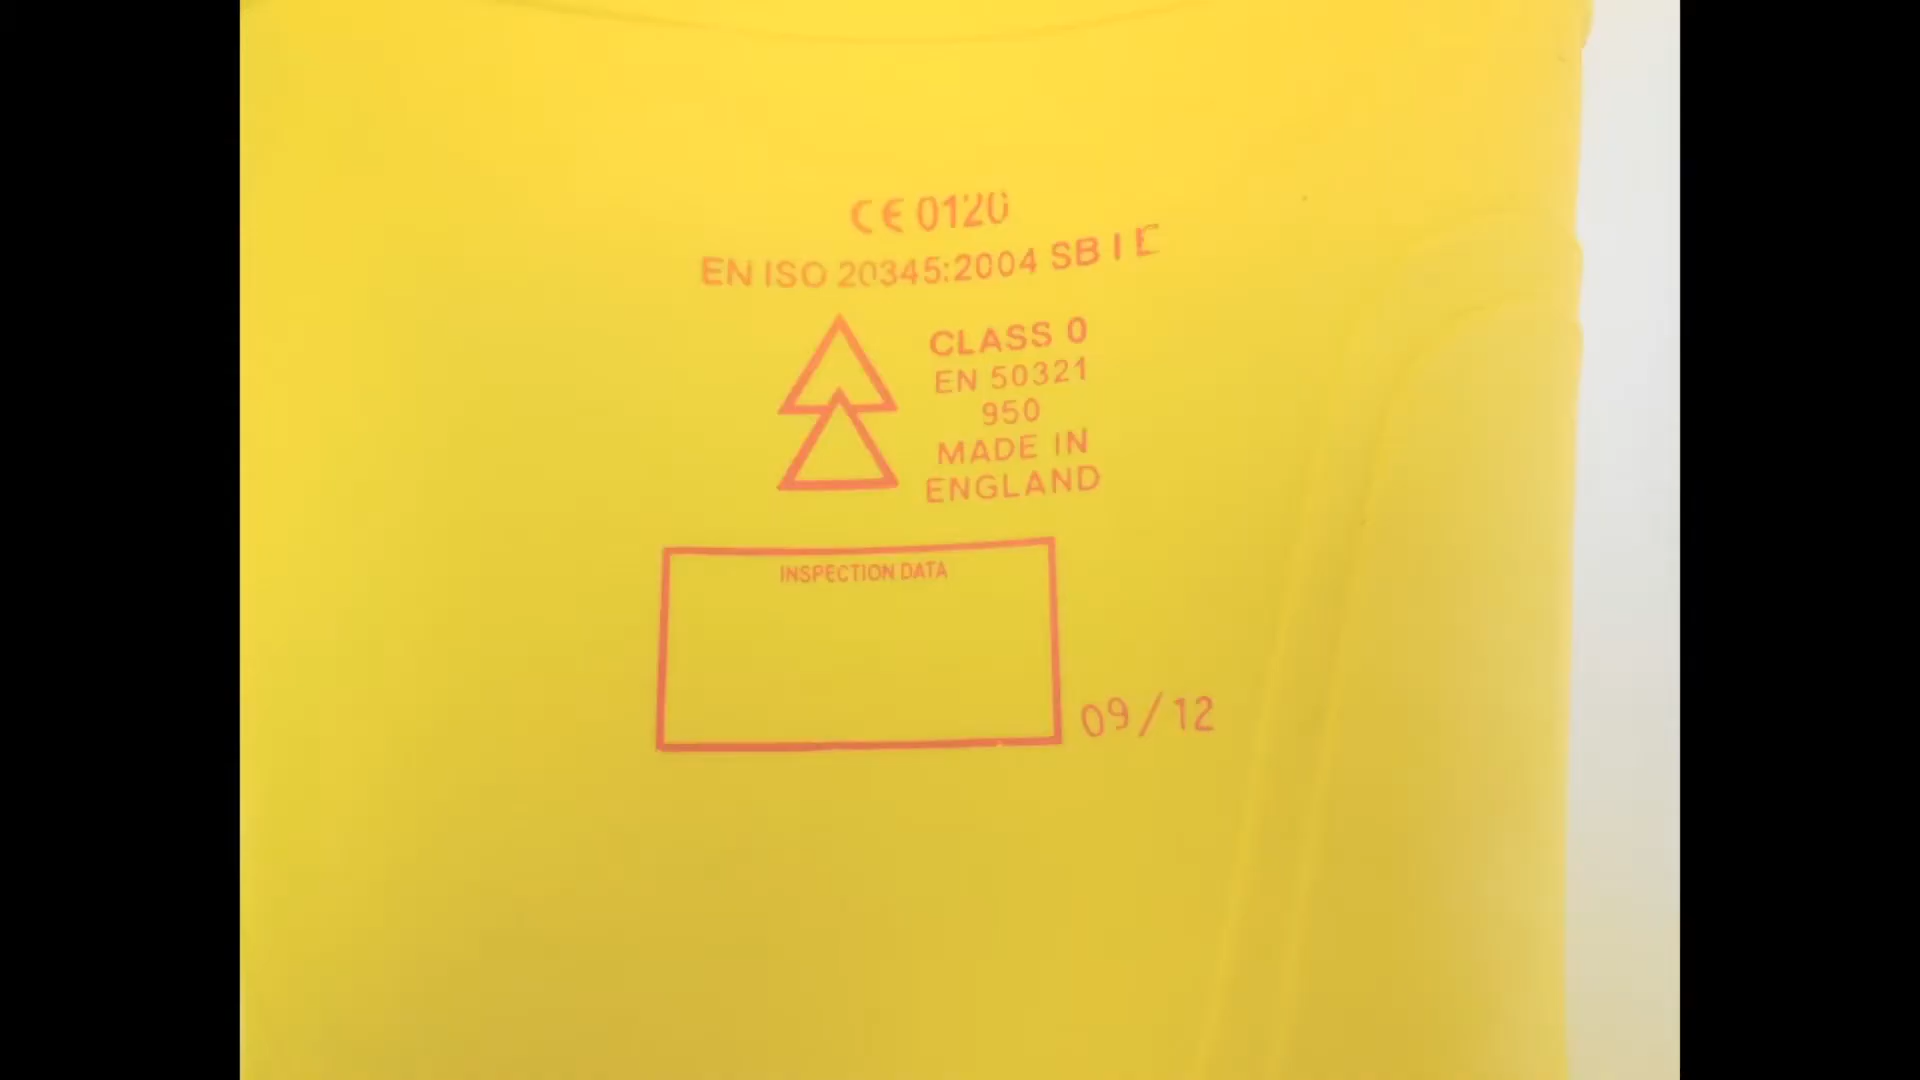 CE 0120
EN ISO 20345:2004 SB I E
CLASS 0
EN 50321
950
MADE IN
ENGLAND
INSPECTION DATA
09/12